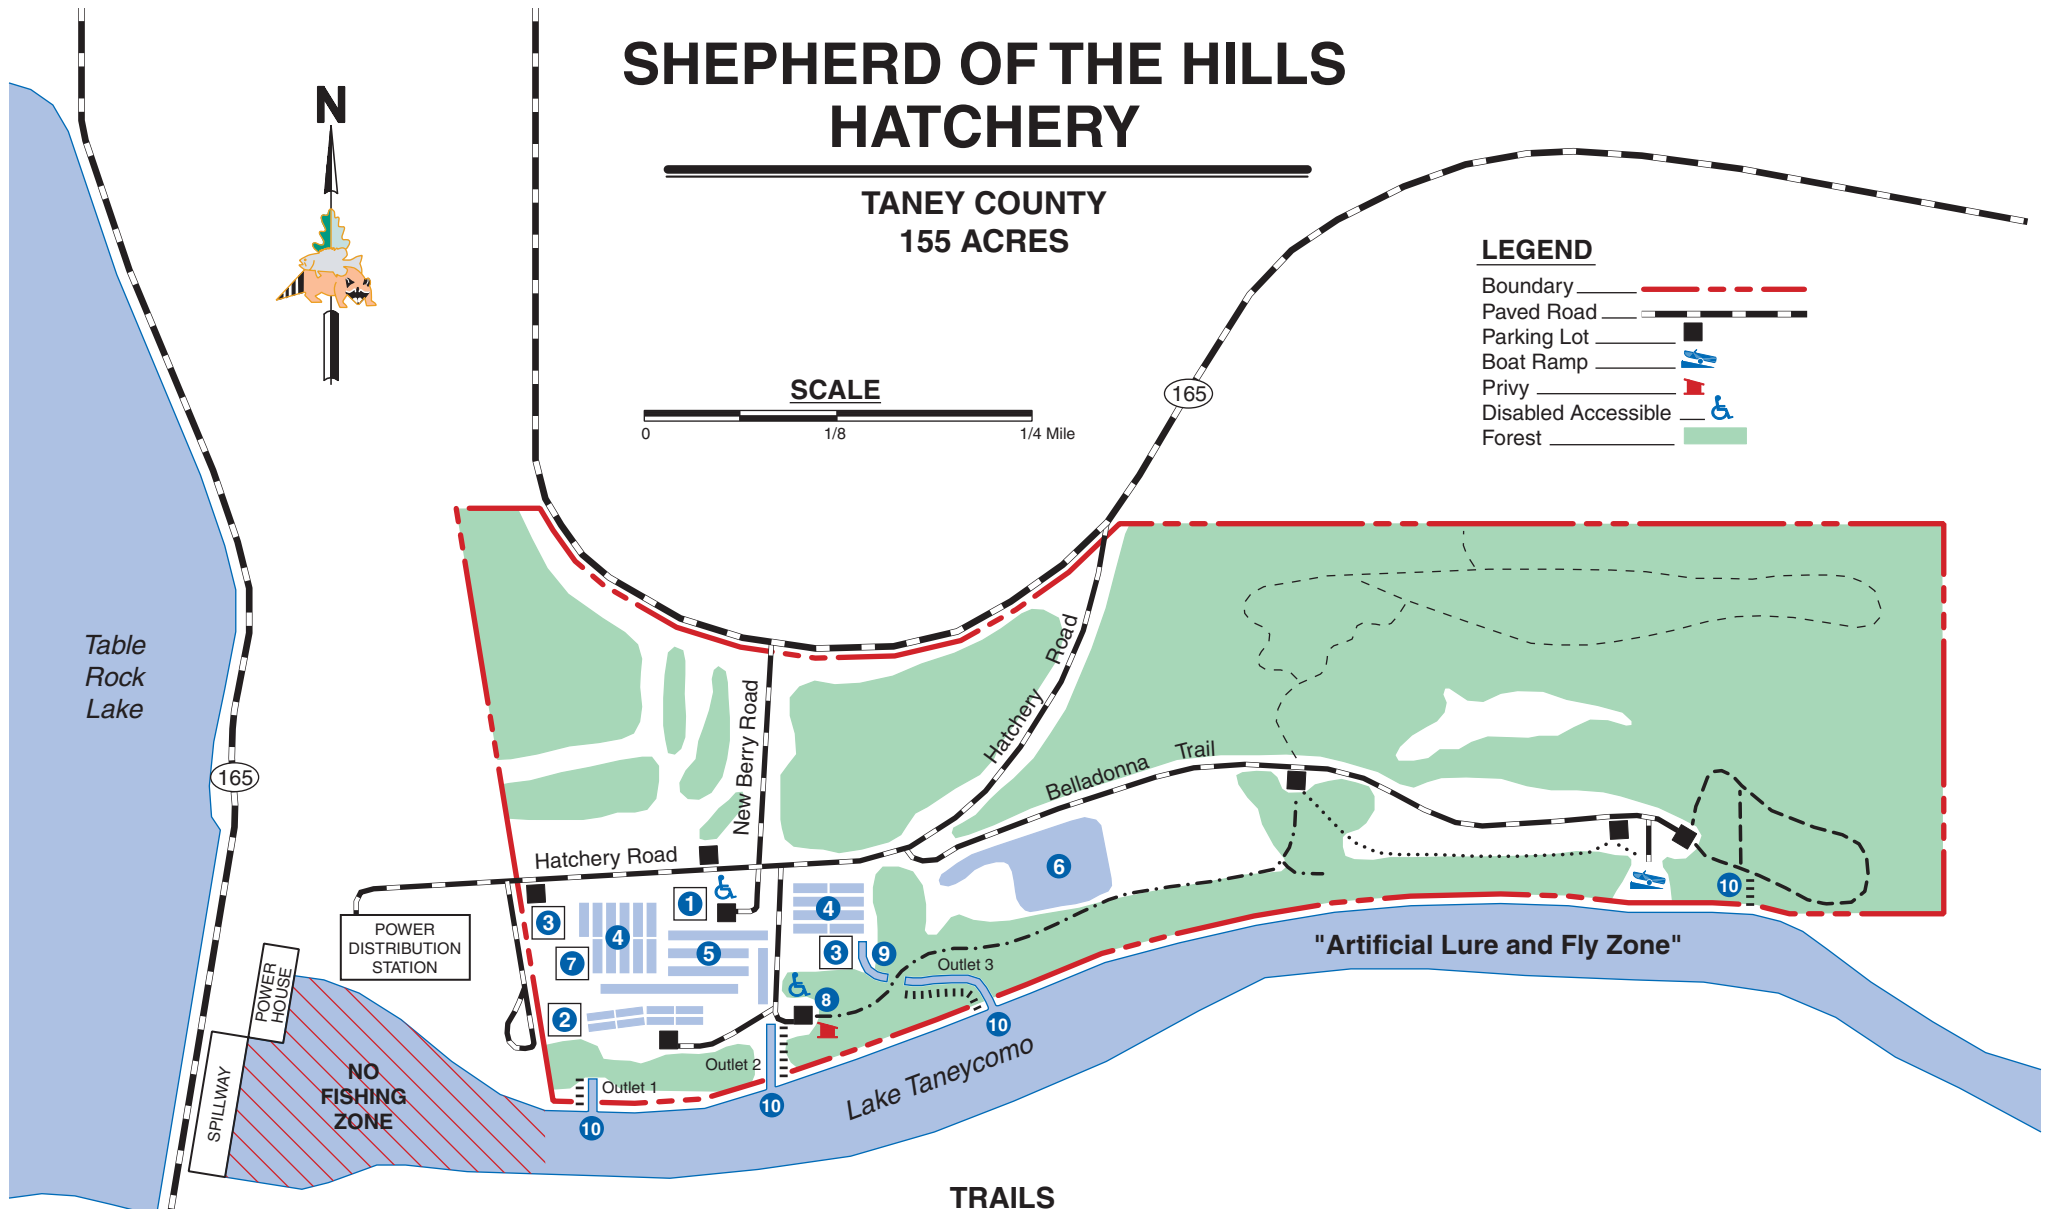 SHEPHERD OF THE HILLS
HATCHERY
TANEY COUNTY
155 ACRES
N
SCALE
0
1/8
1/4 Mile
LEGEND
Boundary
Paved Road
Parking Lot
Boat Ramp
Privy
Disabled Accessible
Forest
165
165
Table
Rock
Lake
Hatchery Road
New Berry Road
Hatchery Road
Belladonna Trail
POWER
DISTRIBUTION
STATION
POWER
HOUSE
SPILLWAY
NO
FISHING
ZONE
1
2
3
3
4
4
5
6
7
8
9
10
10
10
10
Outlet 1
Outlet 2
Outlet 3
Lake Taneycomo
"Artificial Lure and Fly Zone"
TRAILS